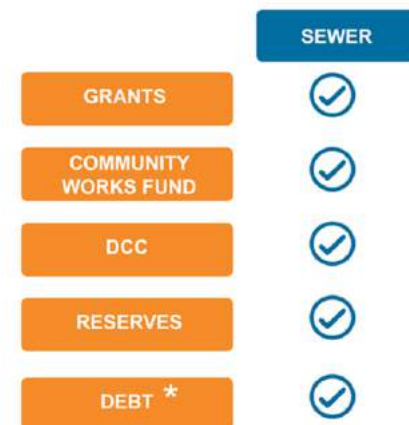 SEWER
GRANTS
COMMUNITY
WORKS FUND
DCC
RESERVES
DEBT *